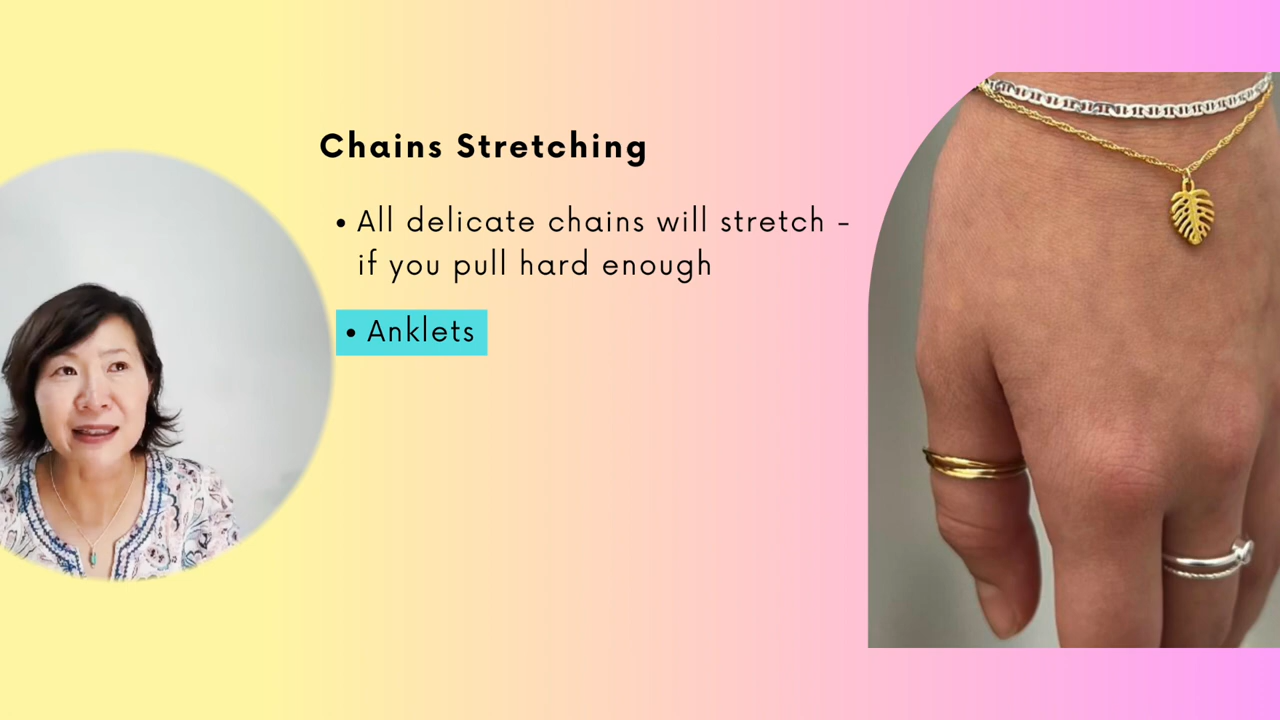 Chains Stretching
• All delicate chains will stretch -
if you pull hard enough
• Anklets